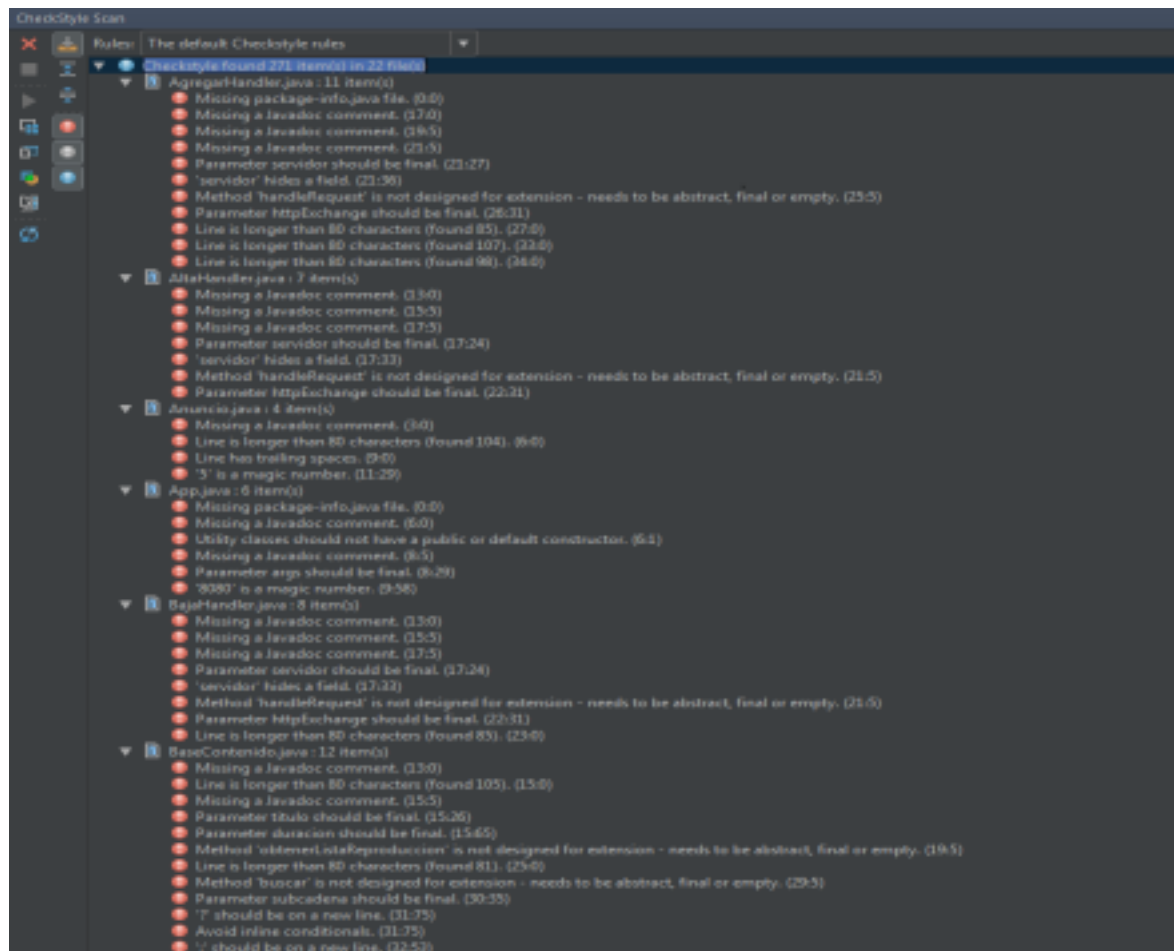 CheckStyle Scan
Rules: The default Checkstyle rules
Checkstyle found 271 item(s) in 22 file(s)
AgregarHandler.java : 11 item(s)
Missing package-info.java file. (0:0)
Missing a Javadoc comment. (17:0)
Missing a Javadoc comment. (19:5)
Missing a Javadoc comment. (21:5)
Parameter servidor should be final. (21:27)
'servidor' hides a field. (21:36)
Method 'handleRequest' is not designed for extension - needs to be abstract, final or empty. (25:5)
Parameter httpExchange should be final. (26:31)
Line is longer than 80 characters (found 85). (27:0)
Line is longer than 80 characters (found 107). (33:0)
Line is longer than 80 characters (found 98). (34:0)
AltaHandler.java : 7 item(s)
Missing a Javadoc comment. (13:0)
Missing a Javadoc comment. (15:5)
Missing a Javadoc comment. (17:5)
Parameter servidor should be final. (17:24)
'servidor' hides a field. (17:33)
Method 'handleRequest' is not designed for extension - needs to be abstract, final or empty. (21:5)
Parameter httpExchange should be final. (22:31)
Anuncio.java : 4 item(s)
Missing a Javadoc comment. (3:0)
Line is longer than 80 characters (found 104). (6:0)
Line has trailing spaces. (9:0)
'5' is a magic number. (11:29)
App.java : 6 item(s)
Missing package-info.java file. (0:0)
Missing a Javadoc comment. (6:0)
Utility classes should not have a public or default constructor. (6:1)
Missing a Javadoc comment. (8:5)
Parameter args should be final. (8:29)
'8080' is a magic number. (9:58)
BajaHandler.java : 8 item(s)
Missing a Javadoc comment. (13:0)
Missing a Javadoc comment. (15:5)
Missing a Javadoc comment. (17:5)
Parameter servidor should be final. (17:24)
'servidor' hides a field. (17:33)
Method 'handleRequest' is not designed for extension - needs to be abstract, final or empty. (21:5)
Parameter httpExchange should be final. (22:31)
Line is longer than 80 characters (found 85). (23:0)
BaseContenido.java : 12 item(s)
Missing a Javadoc comment. (13:0)
Line is longer than 80 characters (found 105). (15:0)
Missing a Javadoc comment. (15:5)
Parameter titulo should be final. (15:26)
Parameter duracion should be final. (15:65)
Method 'obtenerListaReproduccion' is not designed for extension - needs to be abstract, final or empty. (19:5)
Line is longer than 80 characters (found 81). (25:0)
Method 'buscar' is not designed for extension - needs to be abstract, final or empty. (29:5)
Parameter subcadena should be final. (30:35)
'?' should be on a new line. (31:75)
Avoid inline conditionals. (31:75)
':' should be on a new line. (32:53)